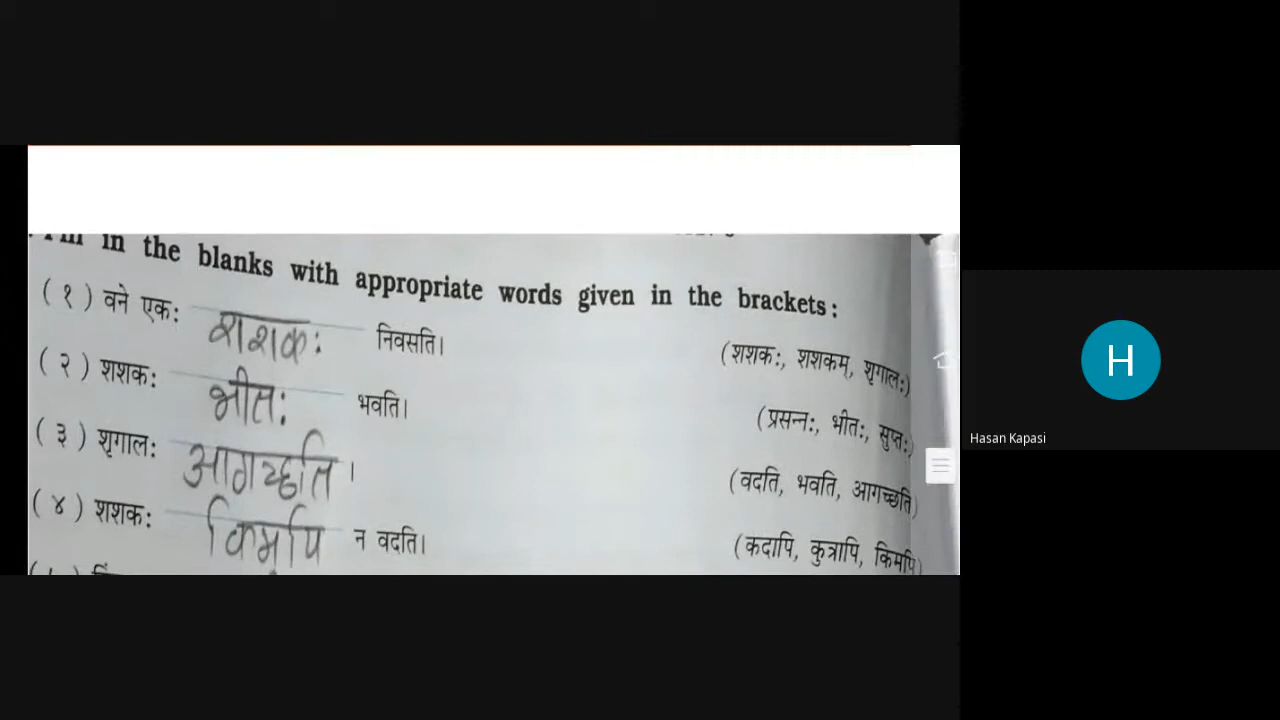 in the blanks with appropriate words given in the brackets :
( १ ) वने एकः शशकः निवसति। (शशकः, शशकम्, शृगालः)
( २ ) शशकः भीतः भवति। (प्रसन्नः, भीतः, सुप्तः)
( ३ ) शृगालः आगच्छति । (वदति, भवति, आगच्छति)
( ४ ) शशकः किमपि न वदति। (कदापि, कुत्रापि, किमपि)
H
Hasan Kapasi